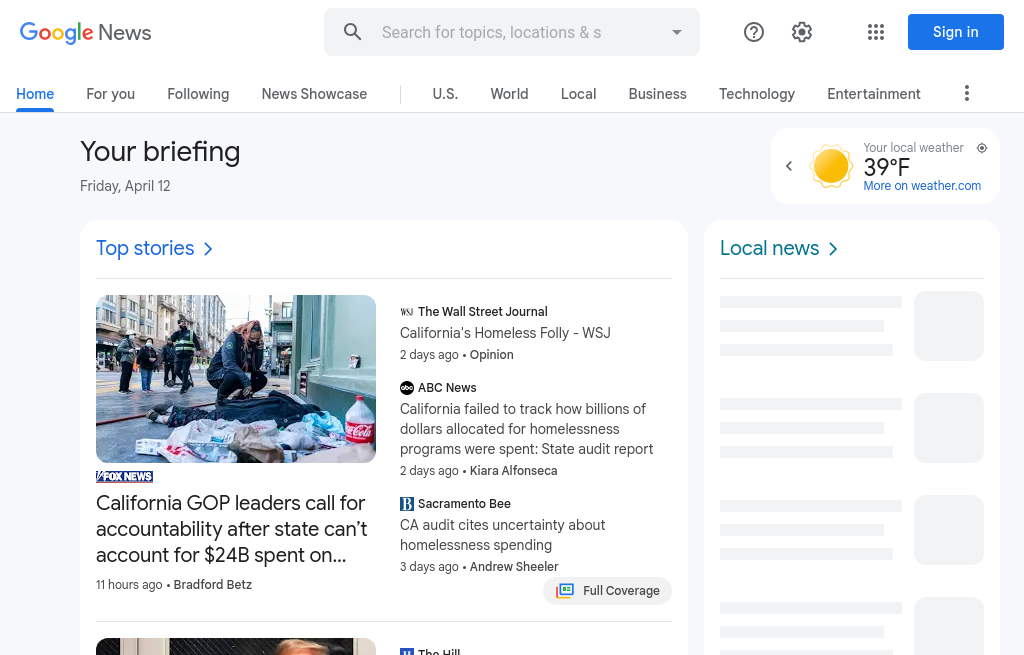 Google News
Search for topics, locations & s
Sign in
Home
For you
Following
News Showcase
U.S.
World
Local
Business
Technology
Entertainment
Your briefing
Friday, April 12
Your local weather
39°F
More on weather.com
Top stories
FOX NEWS
California GOP leaders call for
accountability after state can’t
account for $24B spent on...
11 hours ago • Bradford Betz
WSJ The Wall Street Journal
California's Homeless Folly - WSJ
2 days ago • Opinion
abc ABC News
California failed to track how billions of
dollars allocated for homelessness
programs were spent: State audit report
2 days ago • Kiara Alfonseca
B Sacramento Bee
CA audit cites uncertainty about
homelessness spending
3 days ago • Andrew Sheeler
Full Coverage
The Hill
Local news
Coca-Cola